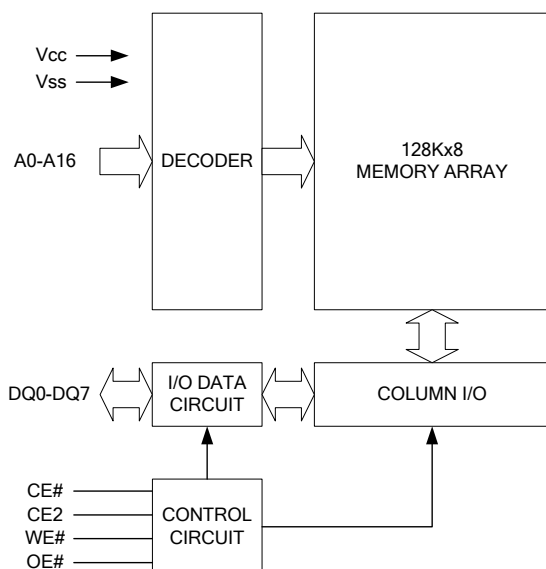 Vcc
Vss
A0-A16
DECODER
128Kx8
MEMORY ARRAY
DQ0-DQ7
I/O DATA
CIRCUIT
COLUMN I/O
CE#
CE2
WE#
OE#
CONTROL
CIRCUIT